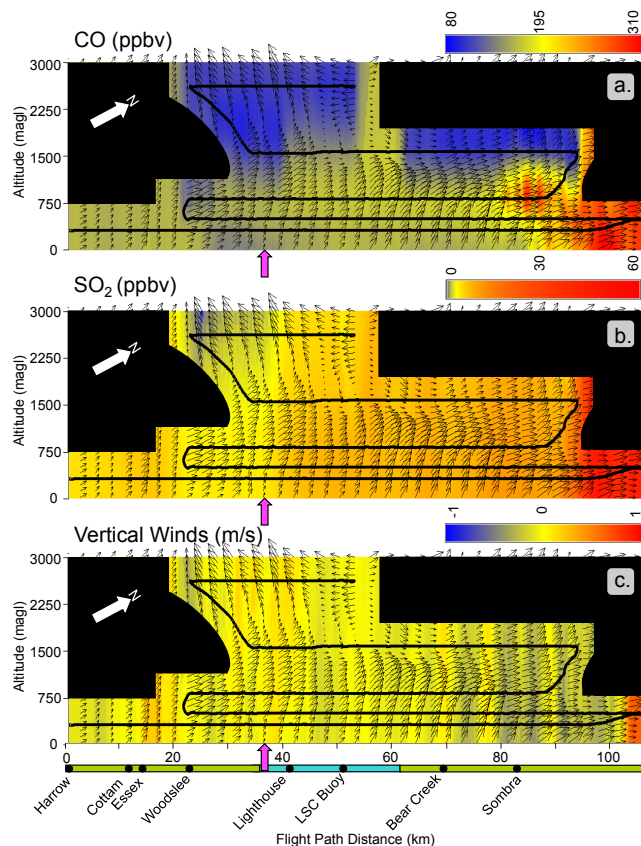 CO (ppbv)
80
195
310
3000
2250
1500
750
0
Altitude (magl)
N
a.
SO2 (ppbv)
0
30
60
3000
2250
1500
750
0
Altitude (magl)
N
b.
Vertical Winds (m/s)
-1
0
1
3000
2250
1500
750
0
Altitude (magl)
N
c.
0 20 40 60 80 100
Harrow
Cottam
Essex
Woodslee
Lighthouse
LSC Buoy
Bear Creek
Sombra
Flight Path Distance (km)